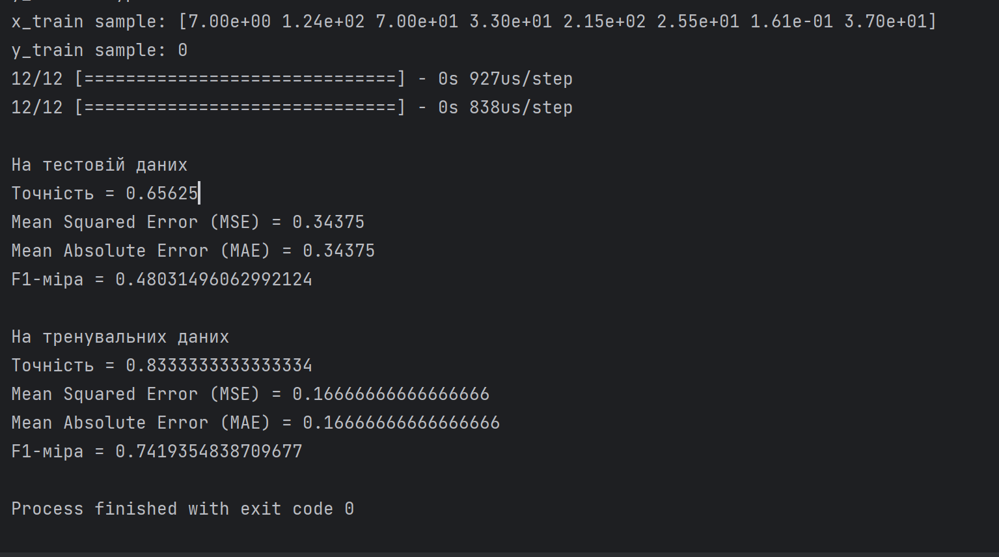 x_train sample: [7.00e+00 1.24e+02 7.00e+01 3.30e+01 2.15e+02 2.55e+01 1.61e-01 3.70e+01]
y_train sample: 0
12/12 [==============================] - 0s 927us/step
12/12 [==============================] - 0s 838us/step
На тестовій даних
Точність = 0.65625
Mean Squared Error (MSE) = 0.34375
Mean Absolute Error (MAE) = 0.34375
F1-міра = 0.48031496062992124
На тренувальних даних
Точність = 0.8333333333333334
Mean Squared Error (MSE) = 0.16666666666666666
Mean Absolute Error (MAE) = 0.16666666666666666
F1-міра = 0.7419354838709677
Process finished with exit code 0